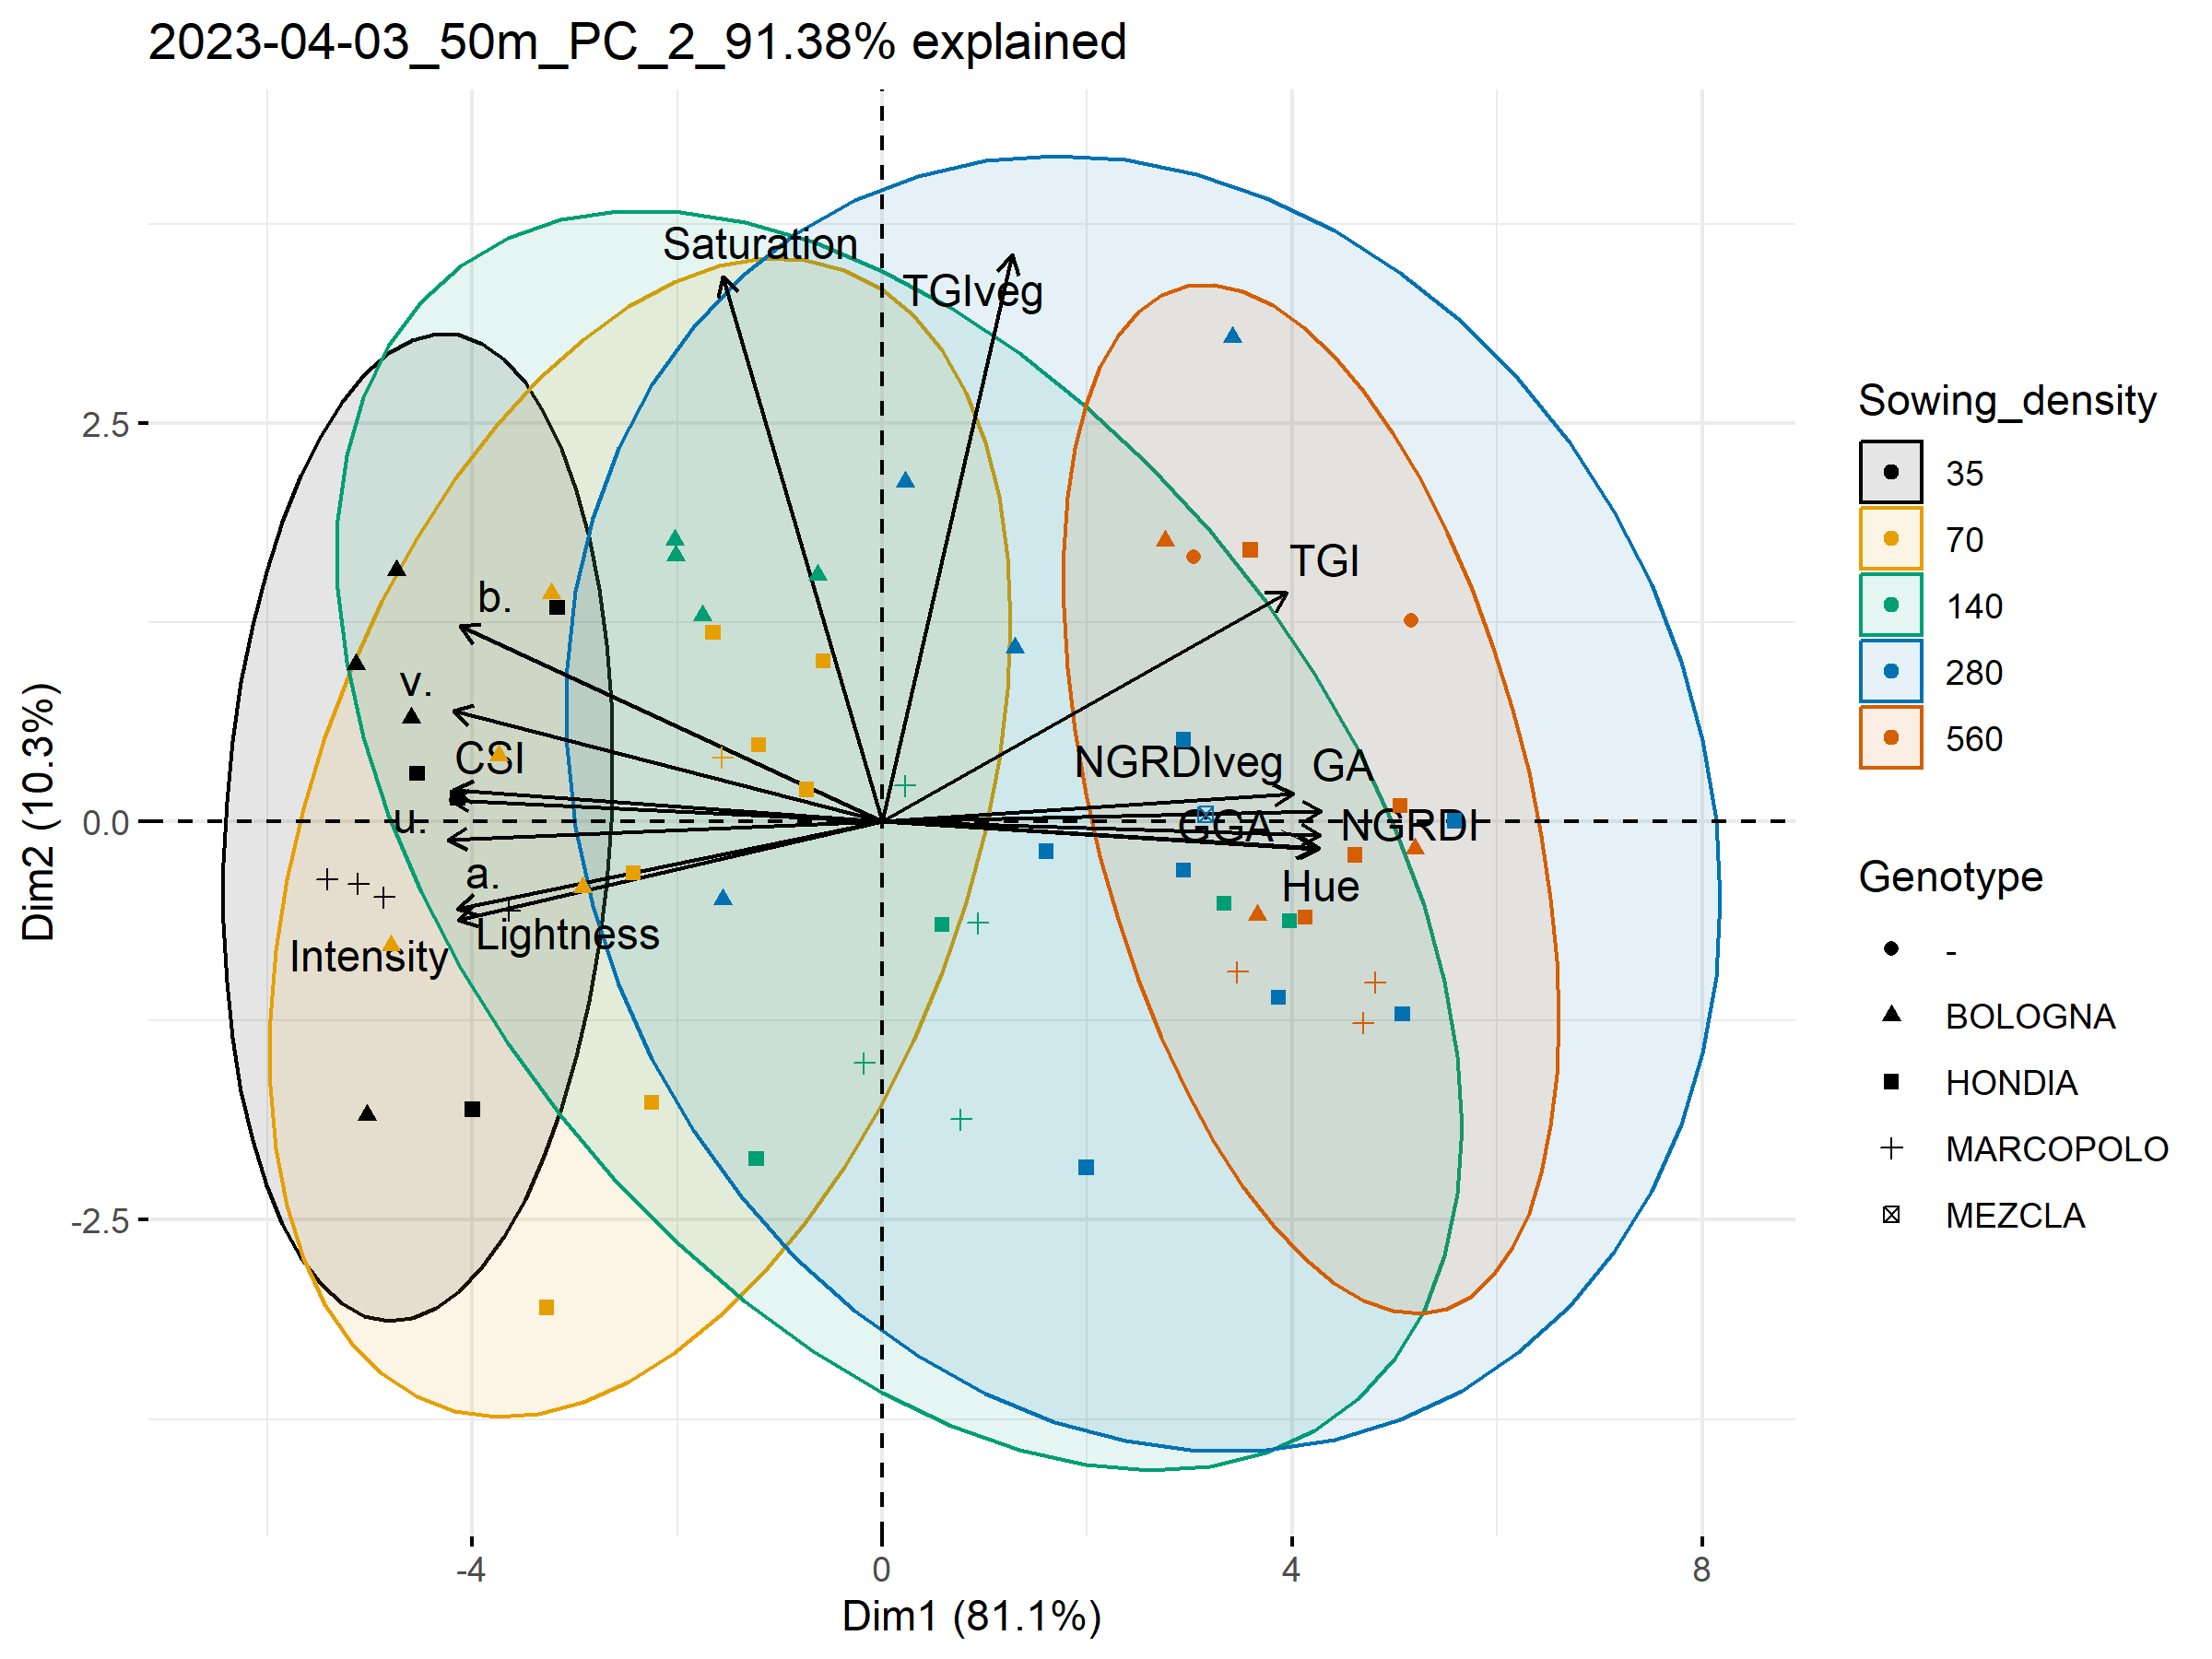 2023-04-03_50m_PC_2_91.38% explained
Saturation
TGIveg
TGI
b.
v.
CSI
NGRDIveg
GA
u.
GGA
NGRDI
a.
Hue
Lightness
Intensity
2.5
0.0
-2.5
-4
0
4
8
Dim1 (81.1%)
Dim2 (10.3%)
Sowing_density
35
70
140
280
560
Genotype
-
BOLOGNA
HONDIA
MARCOPOLO
MEZCLA